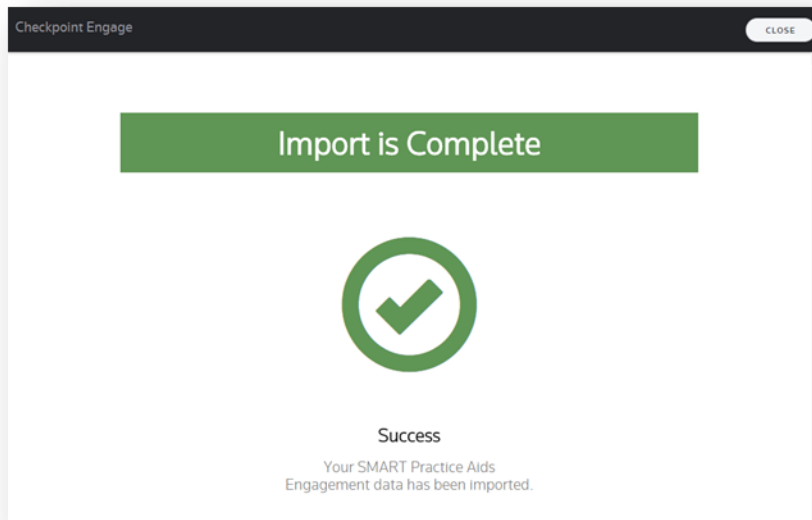 Checkpoint Engage
CLOSE
Import is Complete
Success
Your SMART Practice Aids
Engagement data has been imported.